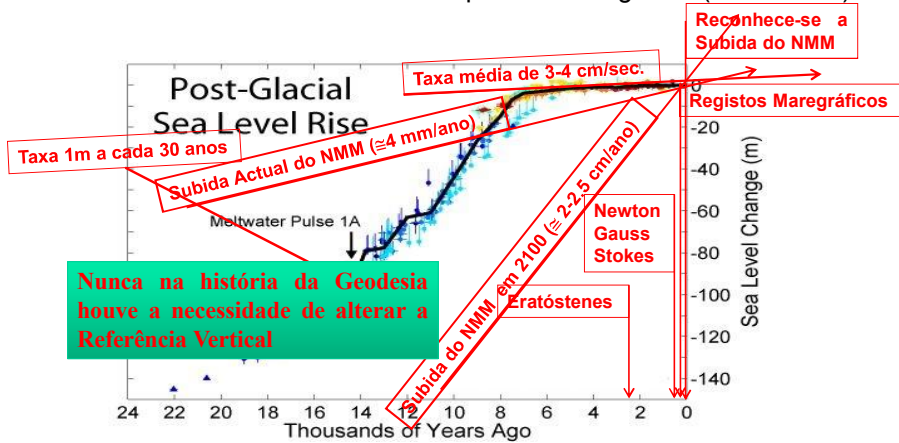 Reconhece-se a
Subida do NMM
Post-Glacial
Sea Level Rise
Taxa média de 3-4 cm/sec.
Registos Maregráficos
Taxa 1m a cada 30 anos
Subida Actual do NMM (≅4 mm/ano)
Meltwater Pulse 1A
Nunca na história da Geodesia
houve a necessidade de alterar a
Referência Vertical
Subida do NMM em 2100 (≅ 2-2,5 cm/ano)
Newton
Gauss
Stokes
Eratóstenes
0
-20
-40
-60
-80
-100
-120
-140
Sea Level Change (m)
24 22 20 18 16 14 12 10 8 6 4 2 0
Thousands of Years Ago